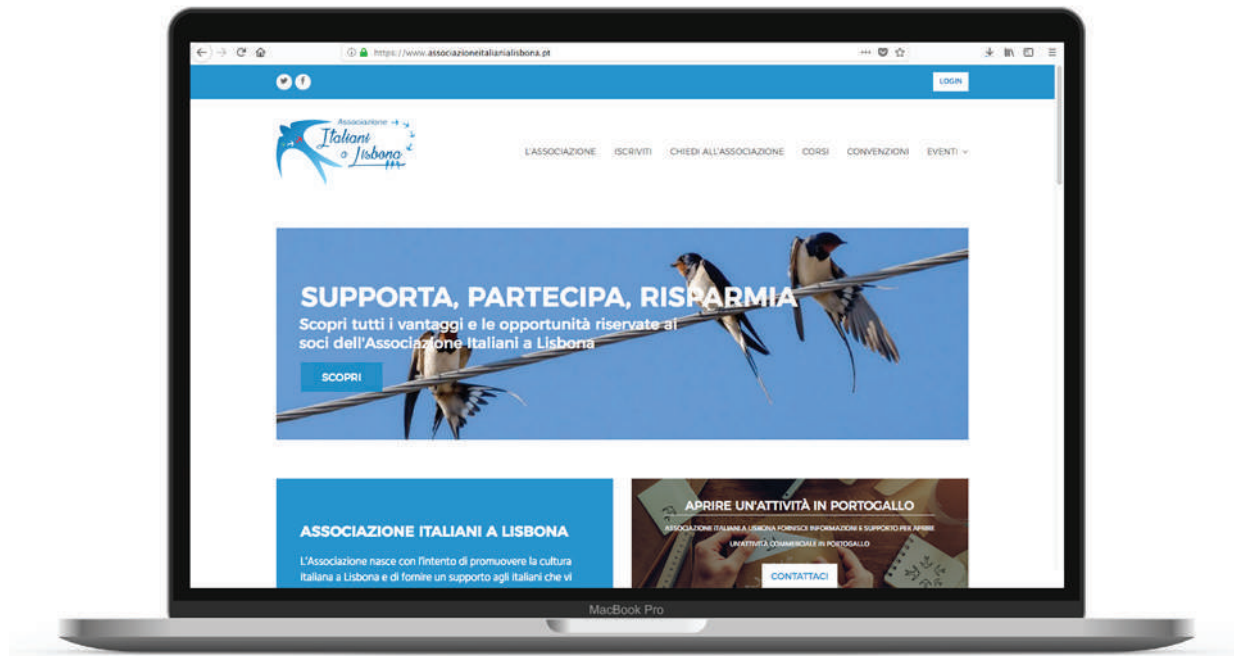 https://www.associazioneitalianialisbona.pt
LOGIN
Associazione
Italiani
a Lisbona
L'ASSOCIAZIONE ISCRIVITI CHIEDI ALL'ASSOCIAZIONE CORSI CONVENZIONI EVENTI
SUPPORTA, PARTECIPA, RISPARMIA
Scopri tutti i vantaggi e le opportunità riservate ai
soci dell'Associazione Italiani a Lisbona
SCOPRI
ASSOCIAZIONE ITALIANI A LISBONA
L'Associazione nasce con l'intento di promuovere la cultura
italiana a Lisbona e di fornire un supporto agli italiani che vi
APRIRE UN'ATTIVITÀ IN PORTOGALLO
ASSOCIAZIONE ITALIANI A LISBONA FORNISCE INFORMAZIONI E SUPPORTO PER APRIRE
UN'ATTIVITÀ COMMERCIALE IN PORTOGALLO
CONTATTACI
MacBook Pro